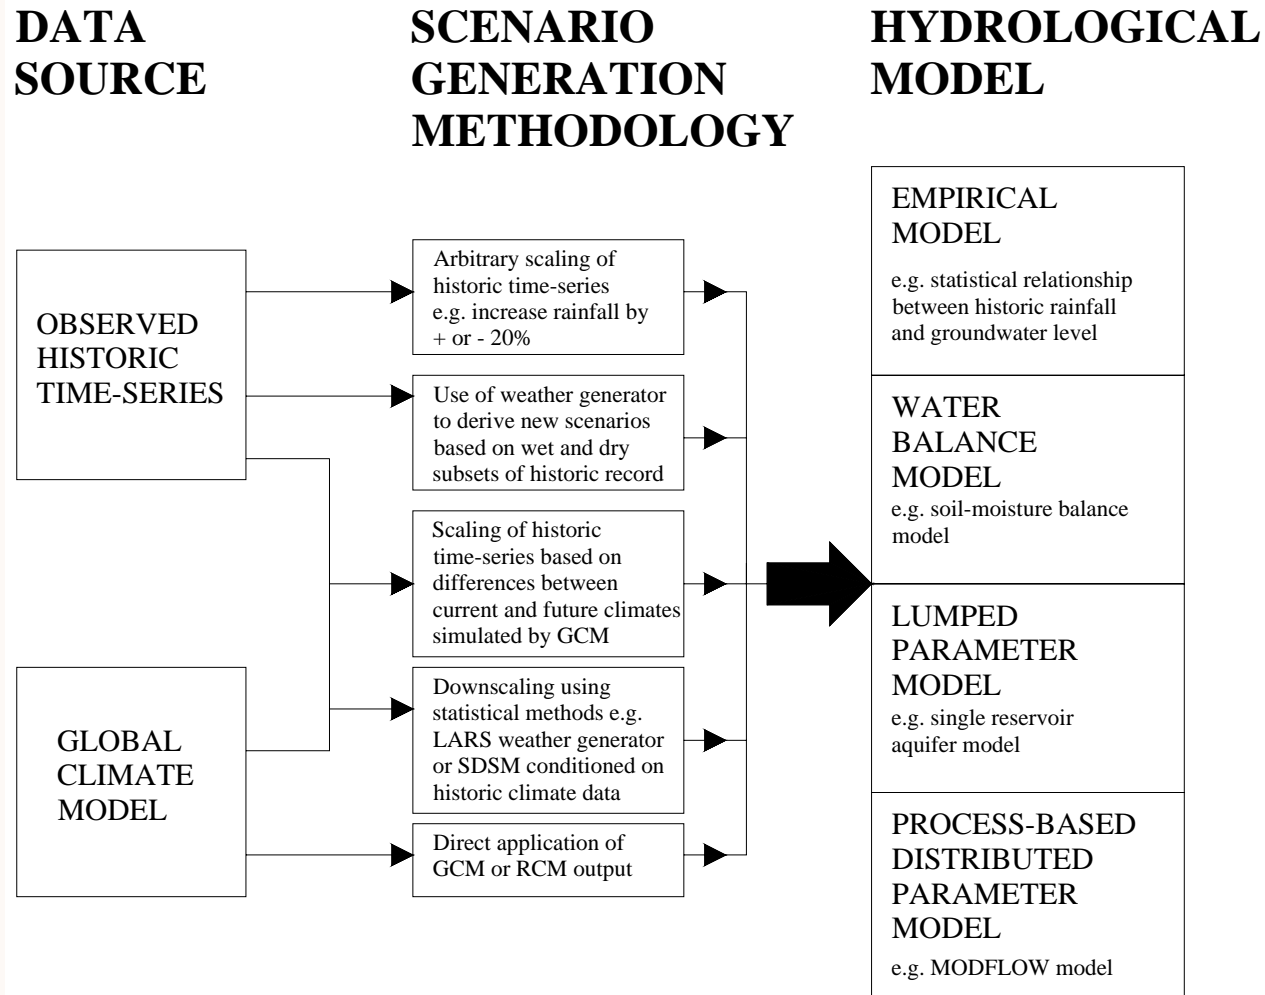 DATA
SOURCE
SCENARIO
GENERATION
METHODOLOGY
HYDROLOGICAL
MODEL
OBSERVED
HISTORIC
TIME-SERIES
GLOBAL
CLIMATE
MODEL
Arbitrary scaling of
historic time-series
e.g. increase rainfall by
+ or - 20%
Use of weather generator
to derive new scenarios
based on wet and dry
subsets of historic record
Scaling of historic
time-series based on
differences between
current and future climates
simulated by GCM
Downscaling using
statistical methods e.g.
LARS weather generator
or SDSM conditioned on
historic climate data
Direct application of
GCM or RCM output
EMPIRICAL
MODEL
e.g. statistical relationship
between historic rainfall
and groundwater level
WATER
BALANCE
MODEL
e.g. soil-moisture balance
model
LUMPED
PARAMETER
MODEL
e.g. single reservoir
aquifer model
PROCESS-BASED
DISTRIBUTED
PARAMETER
MODEL
e.g. MODFLOW model